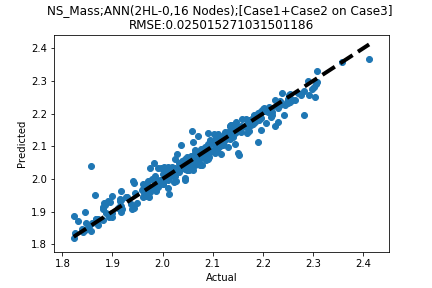 NS_Mass;ANN(2HL-0,16 Nodes);[Case1+Case2 on Case3]
RMSE:0.025015271031501186
2.4
2.3
2.2
2.1
2.0
1.9
1.8
Predicted
1.8 1.9 2.0 2.1 2.2 2.3 2.4
Actual